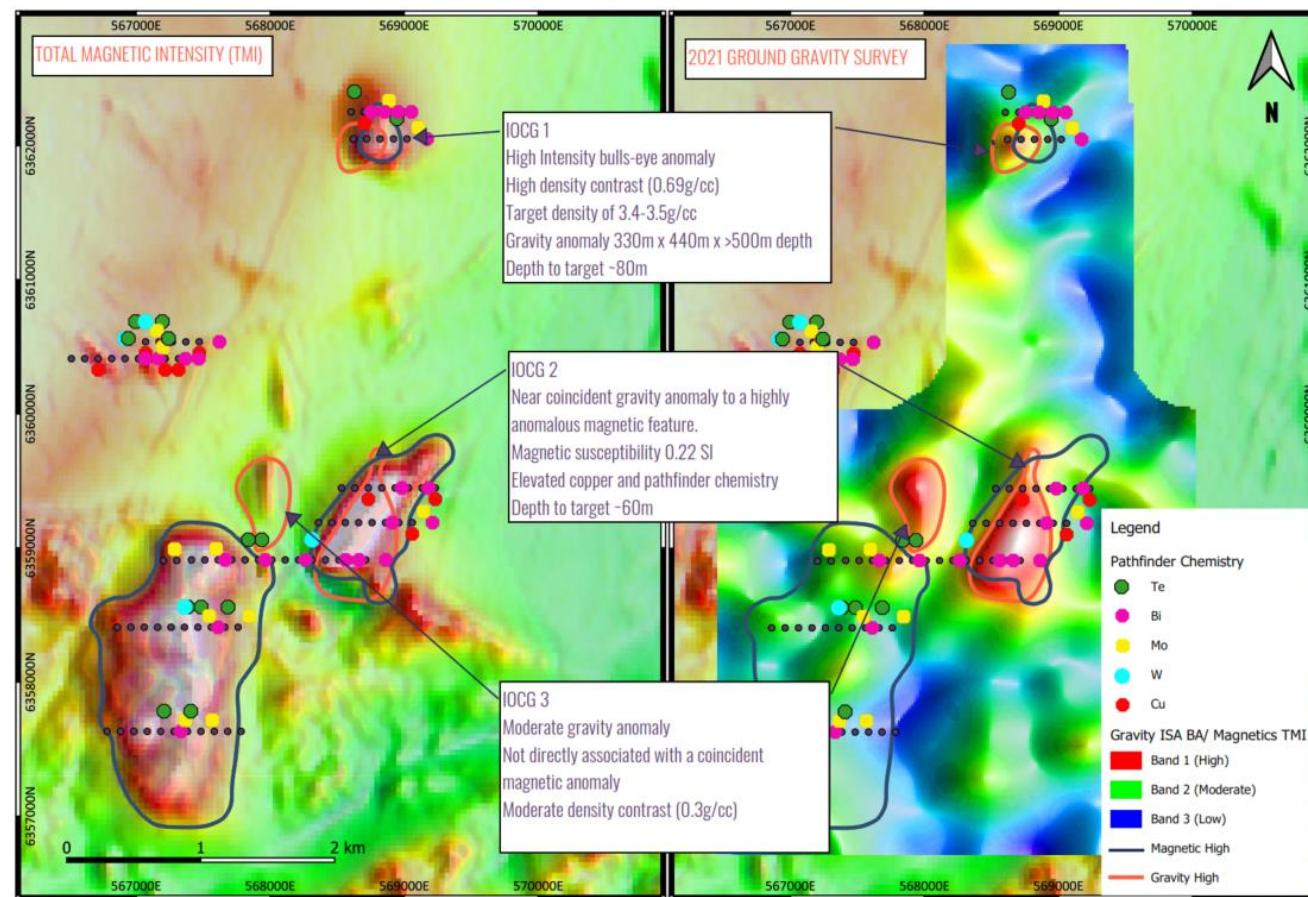 567000E
568000E
569000E
570000E
567000E
568000E
569000E
570000E
TOTAL MAGNETIC INTENSITY (TMI)
2021 GROUND GRAVITY SURVEY
N
6362000N
6361000N
6360000N
6359000N
6358000N
6357000N
6362000N
IOCG 1
High Intensity bulls-eye anomaly
High density contrast (0.69g/cc)
Target density of 3.4-3.5g/cc
Gravity anomaly 330m x 440m x >500m depth
Depth to target ~80m
IOCG 2
Near coincident gravity anomaly to a highly
anomalous magnetic feature.
Magnetic susceptibility 0.22 SI
Elevated copper and pathfinder chemistry
Depth to target ~60m
IOCG 3
Moderate gravity anomaly
Not directly associated with a coincident
magnetic anomaly
Moderate density contrast (0.3g/cc)
Legend
Pathfinder Chemistry
Te
Bi
Mo
W
Cu
Gravity ISA BA/ Magnetics TMI
Band 1 (High)
Band 2 (Moderate)
Band 3 (Low)
Magnetic High
Gravity High
0 1 2 km
567000E
568000E
569000E
570000E
567000E
568000E
569000E